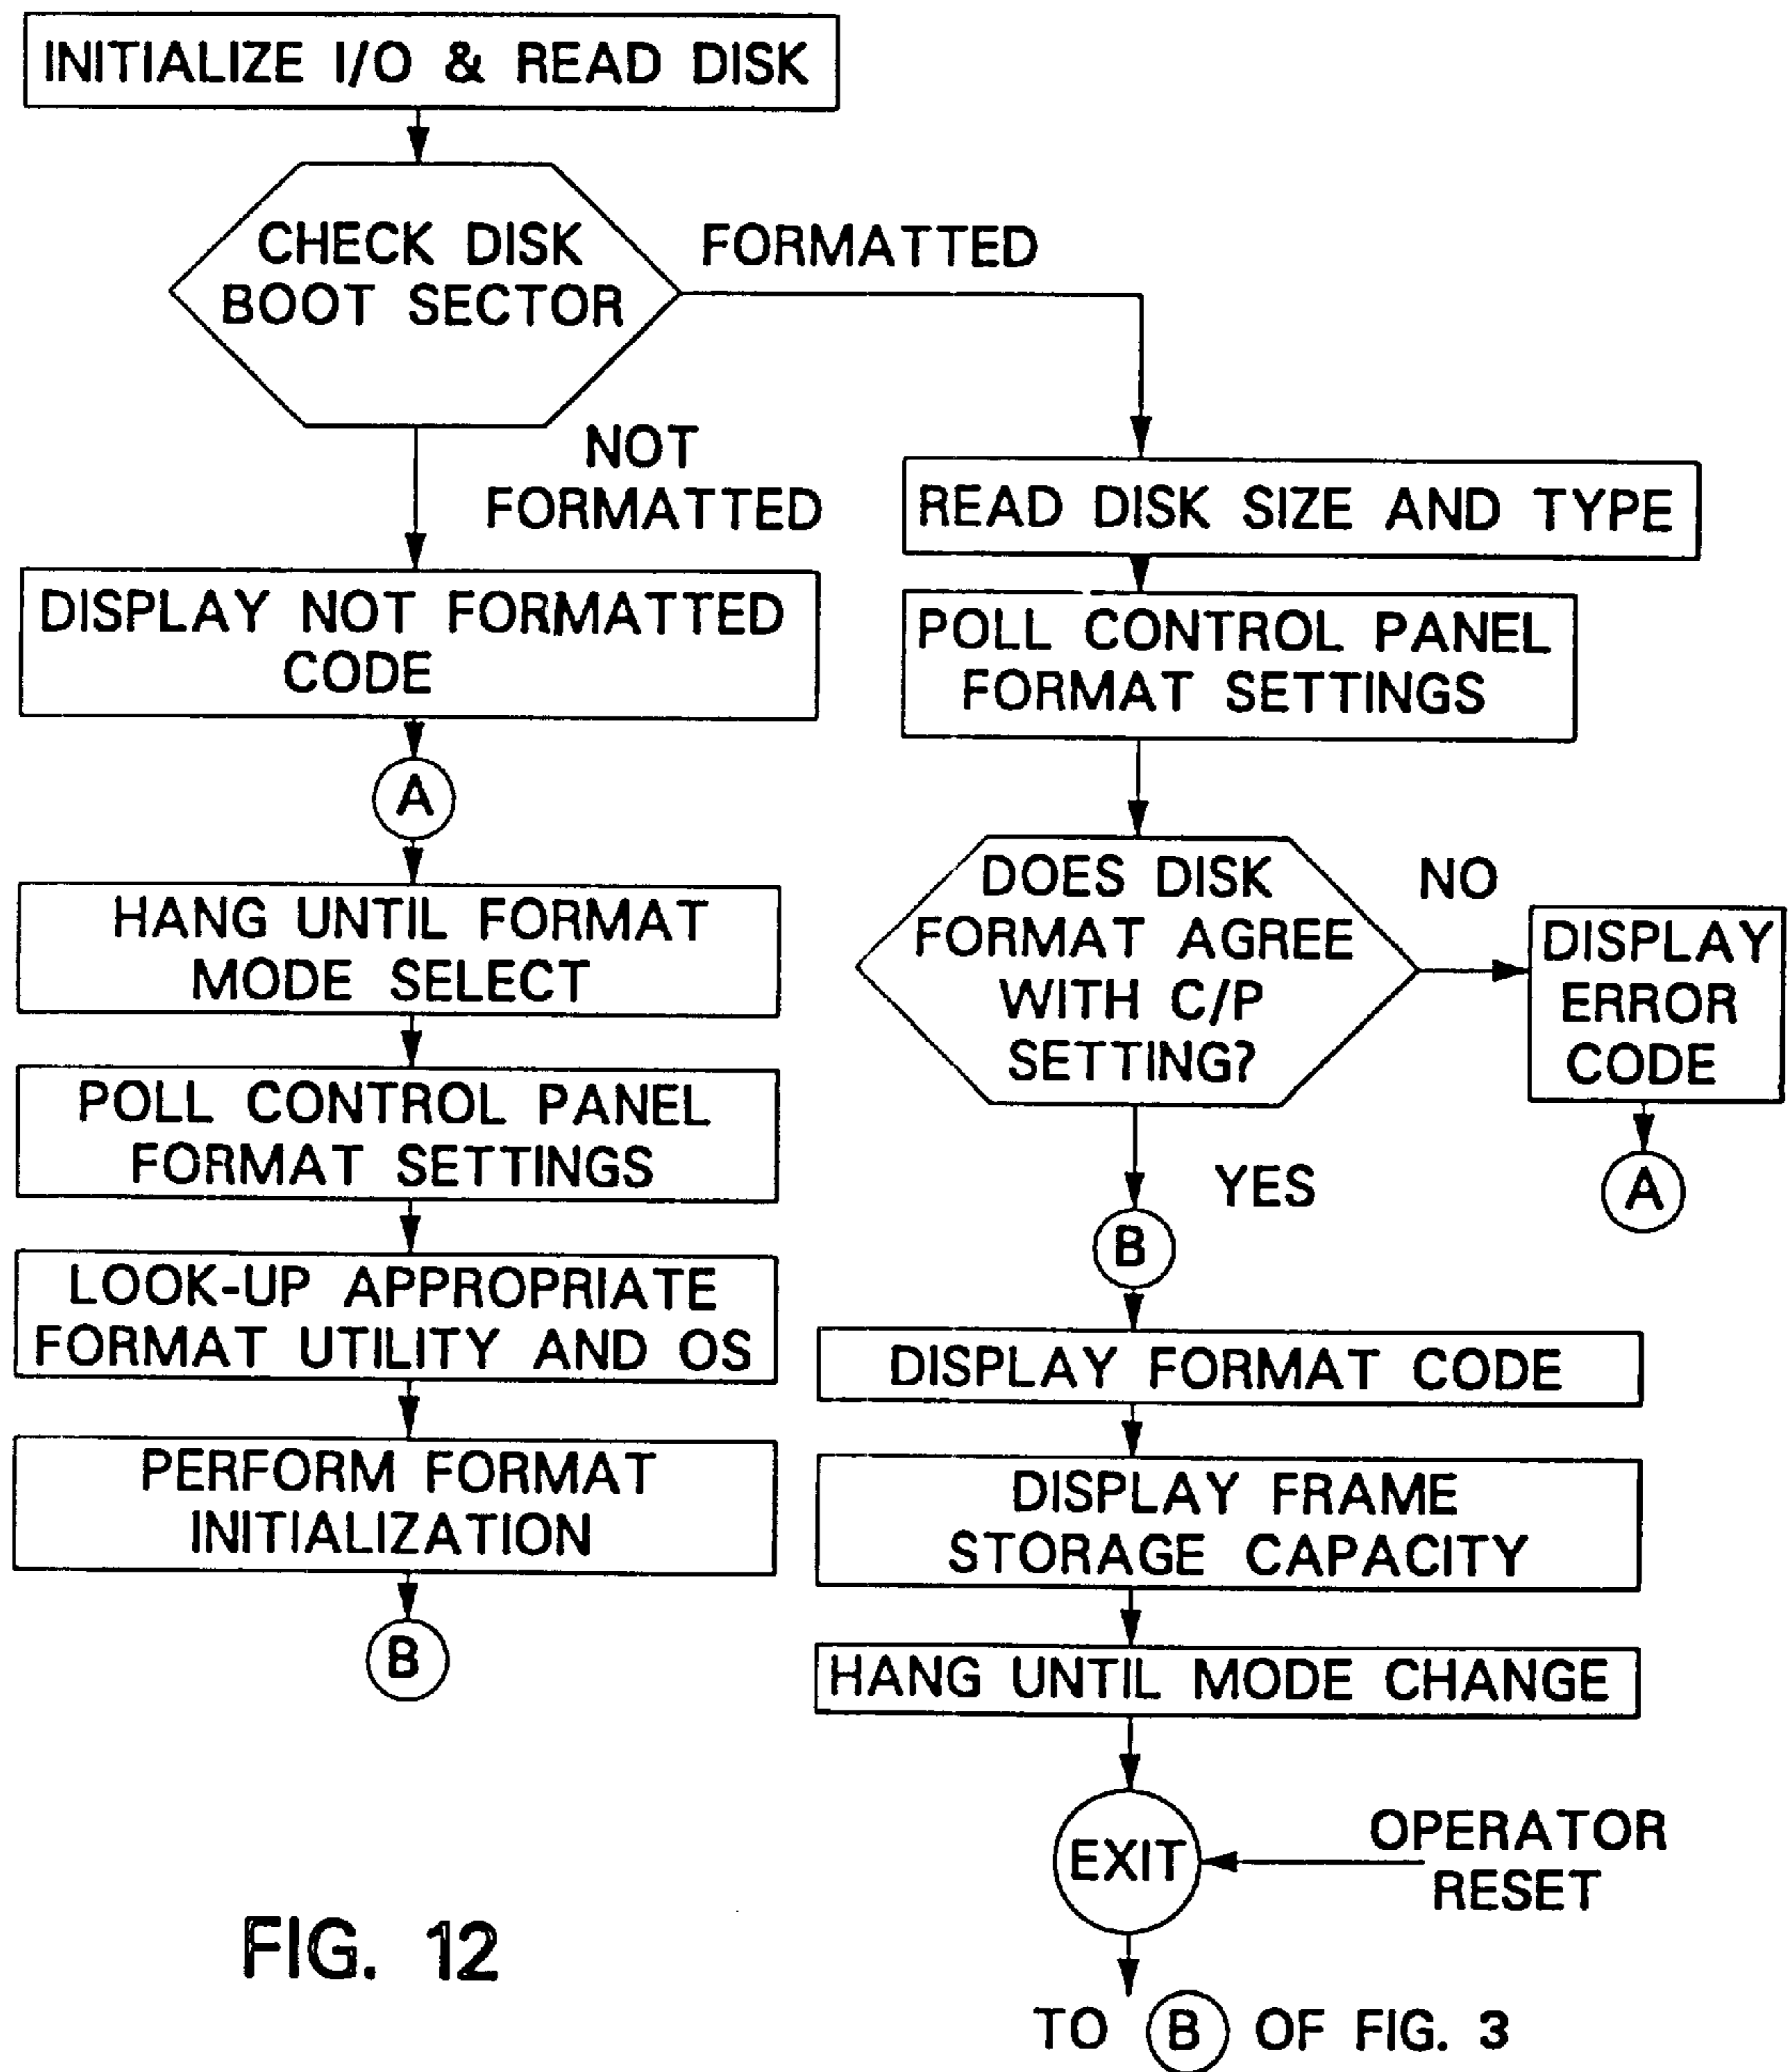 INITIALIZE I/O & READ DISK
CHECK DISK
BOOT SECTOR
FORMATTED
NOT
FORMATTED
DISPLAY NOT FORMATTED
CODE
A
HANG UNTIL FORMAT
MODE SELECT
POLL CONTROL PANEL
FORMAT SETTINGS
LOOK-UP APPROPRIATE
FORMAT UTILITY AND OS
PERFORM FORMAT
INITIALIZATION
B
READ DISK SIZE AND TYPE
POLL CONTROL PANEL
FORMAT SETTINGS
DOES DISK
FORMAT AGREE
WITH C/P
SETTING?
NO
DISPLAY
ERROR
CODE
A
YES
B
DISPLAY FORMAT CODE
DISPLAY FRAME
STORAGE CAPACITY
HANG UNTIL MODE CHANGE
EXIT
OPERATOR
RESET
TO B OF FIG. 3
FIG. 12